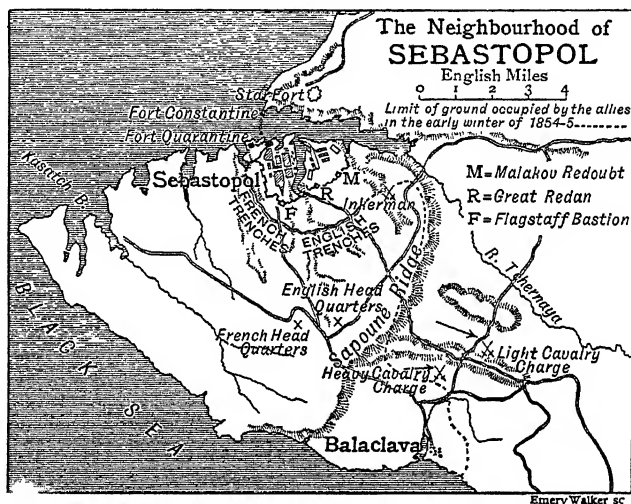 The Neighbourhood of
SEBASTOPOL
English Miles
0 1 2 3 4
Limit of ground occupied by the allies
in the early winter of 1854-5
Star Fort
Fort Constantine
Fort Quarantine
M = Malakov Redoubt
R = Great Redan
F = Flagstaff Bastion
Kasatch B.
Sebastopol
M
R
F
Inkerman
FRENCH
TRENCHES
ENGLISH
TRENCHES
R. Tchernaya
BLACK SEA
English Head
Quarters
French Head
Quarters
Sapoune Ridge
Light Cavalry
Charge
Heavy Cavalry
Charge
Balaclava
Emery Walker sc.